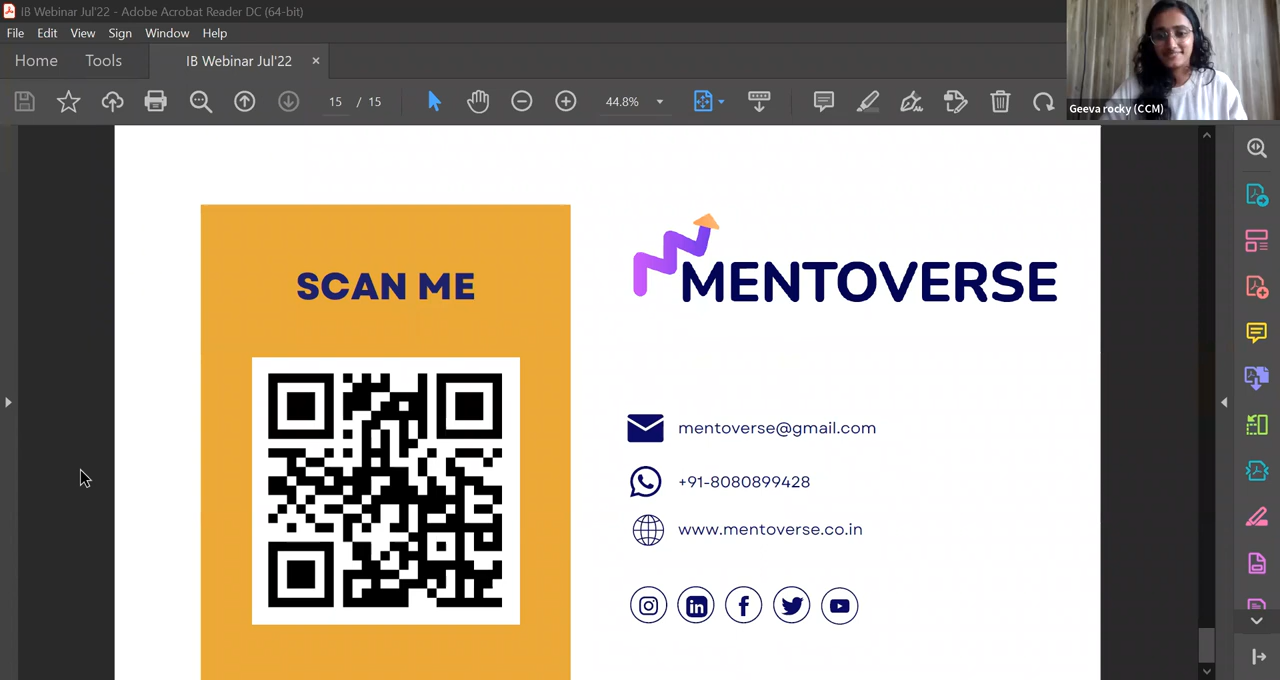 IB Webinar Jul'22 - Adobe Acrobat Reader DC (64-bit)
File Edit View Sign Window Help
Home Tools IB Webinar Jul'22 ×
15 / 15 44.8%
Geeva rocky (CCM)
SCAN ME
MENTOVERSE
mentoverse@gmail.com
+91-8080899428
www.mentoverse.co.in